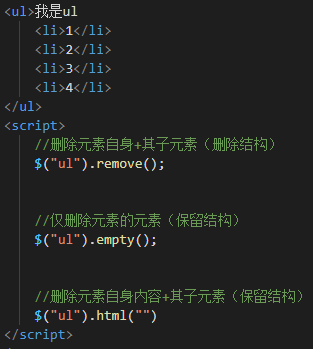 <ul>我是ul
<li>1</li>
<li>2</li>
<li>3</li>
<li>4</li>
</ul>
<script>
//删除元素自身+其子元素（删除结构）
$("ul").remove();
//仅删除元素的元素（保留结构）
$("ul").empty();
//删除元素自身内容+其子元素（保留结构）
$("ul").html("")
</script>